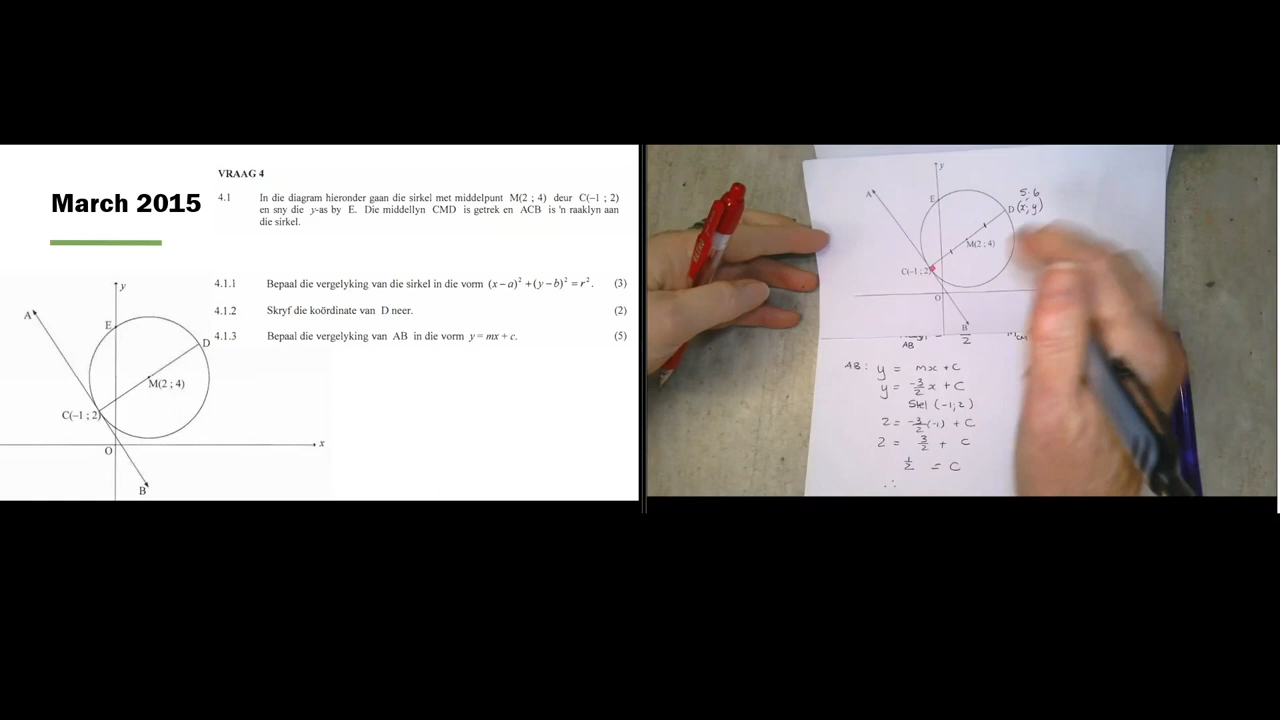 March 2015
VRAAG 4
4.1 In die diagram hieronder gaan die sirkel met middelpunt M(2 ; 4) deur C(−1 ; 2)
en sny die y-as by E. Die middellyn CMD is getrek en ACB is 'n raaklyn aan
die sirkel.
4.1.1 Bepaal die vergelyking van die sirkel in die vorm (x − a)² + (y − b)² = r². (3)
4.1.2 Skryf die koördinate van D neer. (2)
4.1.3 Bepaal die vergelyking van AB in die vorm y = mx + c. (5)
y
A
E
D
M(2 ; 4)
C(−1 ; 2)
O
x
B
y
A
E
5; 6
D (x; y)
M(2 ; 4)
C(−1 ; 2)
O
B
AB
2
m CM
AB: y = mx + c
y = −3/2 x + c
Stel (−1; 2)
2 = −3/2 (−1) + c
2 = 3/2 + c
1/2 = c
∴